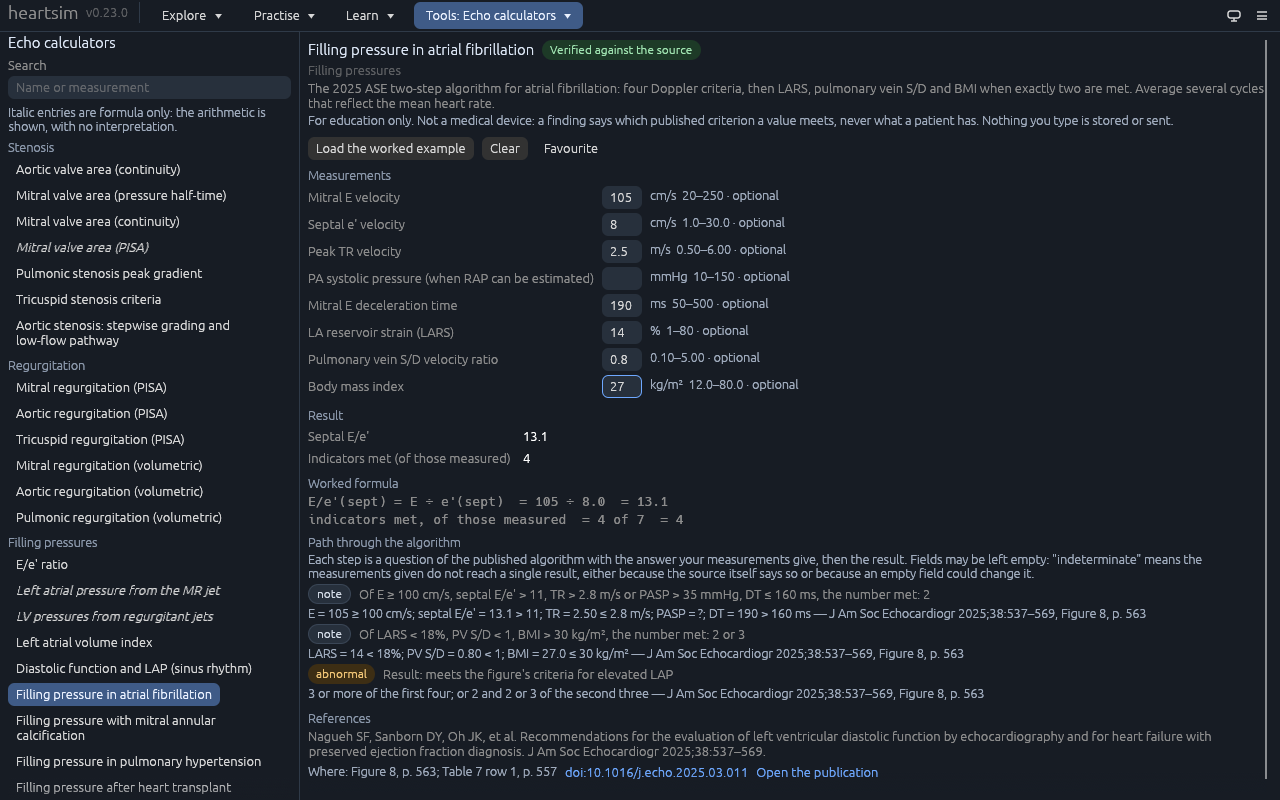 heartsim v0.23.0 Explore Practise Learn Tools: Echo calculators
Echo calculators
Search
Name or measurement
Italic entries are formula only: the arithmetic is
shown, with no interpretation.
Stenosis
Aortic valve area (continuity)
Mitral valve area (pressure half-time)
Mitral valve area (continuity)
Mitral valve area (PISA)
Pulmonic stenosis peak gradient
Tricuspid stenosis criteria
Aortic stenosis: stepwise grading and
low-flow pathway
Regurgitation
Mitral regurgitation (PISA)
Aortic regurgitation (PISA)
Tricuspid regurgitation (PISA)
Mitral regurgitation (volumetric)
Aortic regurgitation (volumetric)
Pulmonic regurgitation (volumetric)
Filling pressures
E/e' ratio
Left atrial pressure from the MR jet
LV pressures from regurgitant jets
Left atrial volume index
Diastolic function and LAP (sinus rhythm)
Filling pressure in atrial fibrillation
Filling pressure with mitral annular
calcification
Filling pressure in pulmonary hypertension
Filling pressure after heart transplant
Filling pressure in atrial fibrillation Verified against the source
Filling pressures
The 2025 ASE two-step algorithm for atrial fibrillation: four Doppler criteria, then LARS, pulmonary vein S/D and BMI when exactly two are met. Average several cycles
that reflect the mean heart rate.
For education only. Not a medical device: a finding says which published criterion a value meets, never what a patient has. Nothing you type is stored or sent.
Load the worked example Clear Favourite
Measurements
Mitral E velocity 105 cm/s 20–250 · optional
Septal e' velocity 8 cm/s 1.0–30.0 · optional
Peak TR velocity 2.5 m/s 0.50–6.00 · optional
PA systolic pressure (when RAP can be estimated) mmHg 10–150 · optional
Mitral E deceleration time 190 ms 50–500 · optional
LA reservoir strain (LARS) 14 % 1–80 · optional
Pulmonary vein S/D velocity ratio 0.8 0.10–5.00 · optional
Body mass index 27 kg/m² 12.0–80.0 · optional
Result
Septal E/e' 13.1
Indicators met (of those measured) 4
Worked formula
E/e'(sept) = E ÷ e'(sept) = 105 ÷ 8.0 = 13.1
indicators met, of those measured = 4 of 7 = 4
Path through the algorithm
Each step is a question of the published algorithm with the answer your measurements give, then the result. Fields may be left empty: "indeterminate" means the
measurements given do not reach a single result, either because the source itself says so or because an empty field could change it.
note Of E ≥ 100 cm/s, septal E/e' > 11, TR > 2.8 m/s or PASP > 35 mmHg, DT ≤ 160 ms, the number met: 2
E = 105 ≥ 100 cm/s; septal E/e' = 13.1 > 11; TR = 2.50 ≤ 2.8 m/s; PASP = ?; DT = 190 > 160 ms — J Am Soc Echocardiogr 2025;38:537–569, Figure 8, p. 563
note Of LARS < 18%, PV S/D < 1, BMI > 30 kg/m², the number met: 2 or 3
LARS = 14 < 18%; PV S/D = 0.80 < 1; BMI = 27.0 ≤ 30 kg/m² — J Am Soc Echocardiogr 2025;38:537–569, Figure 8, p. 563
abnormal Result: meets the figure's criteria for elevated LAP
3 or more of the first four; or 2 and 2 or 3 of the second three — J Am Soc Echocardiogr 2025;38:537–569, Figure 8, p. 563
References
Nagueh SF, Sanborn DY, Oh JK, et al. Recommendations for the evaluation of left ventricular diastolic function by echocardiography and for heart failure with
preserved ejection fraction diagnosis. J Am Soc Echocardiogr 2025;38:537–569.
Where: Figure 8, p. 563; Table 7 row 1, p. 557 doi:10.1016/j.echo.2025.03.011 Open the publication